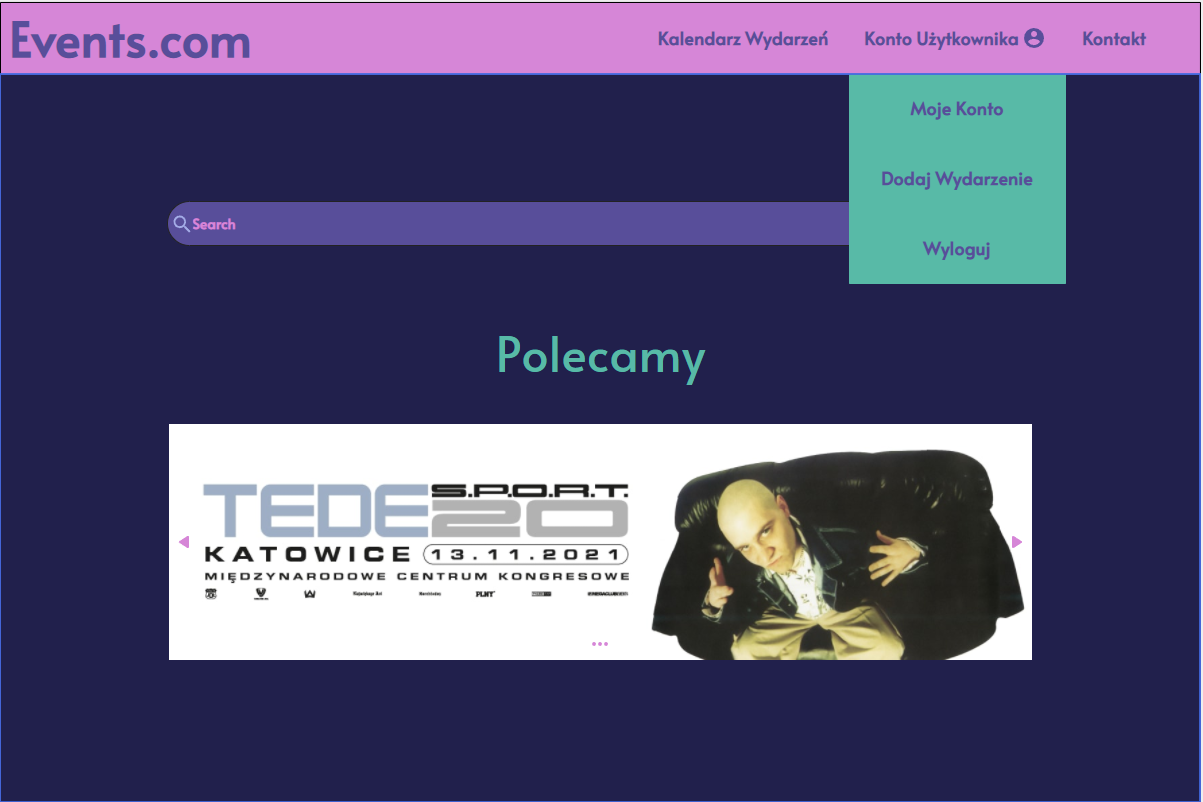 Events.com
Kalendarz Wydarzeń
Konto Użytkownika
Kontakt
Moje Konto
Dodaj Wydarzenie
Wyloguj
Search
Polecamy
TEDE S.P.O.R.T. 20
KATOWICE 13.11.2021
MIĘDZYNARODOWE CENTRUM KONGRESOWE
PLNY